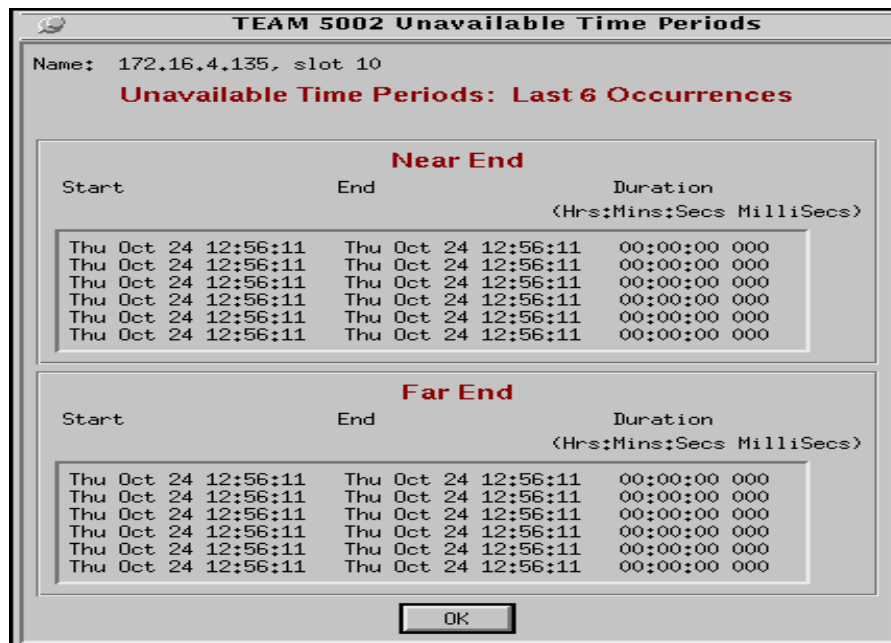 TEAM 5002 Unavailable Time Periods
Name: 172.16.4.135, slot 10
Unavailable Time Periods: Last 6 Occurrences
Near End
Start End Duration
(Hrs:Mins:Secs MilliSecs)
Thu Oct 24 12:56:11 Thu Oct 24 12:56:11 00:00:00 000
Thu Oct 24 12:56:11 Thu Oct 24 12:56:11 00:00:00 000
Thu Oct 24 12:56:11 Thu Oct 24 12:56:11 00:00:00 000
Thu Oct 24 12:56:11 Thu Oct 24 12:56:11 00:00:00 000
Thu Oct 24 12:56:11 Thu Oct 24 12:56:11 00:00:00 000
Thu Oct 24 12:56:11 Thu Oct 24 12:56:11 00:00:00 000
Far End
Start End Duration
(Hrs:Mins:Secs MilliSecs)
Thu Oct 24 12:56:11 Thu Oct 24 12:56:11 00:00:00 000
Thu Oct 24 12:56:11 Thu Oct 24 12:56:11 00:00:00 000
Thu Oct 24 12:56:11 Thu Oct 24 12:56:11 00:00:00 000
Thu Oct 24 12:56:11 Thu Oct 24 12:56:11 00:00:00 000
Thu Oct 24 12:56:11 Thu Oct 24 12:56:11 00:00:00 000
Thu Oct 24 12:56:11 Thu Oct 24 12:56:11 00:00:00 000
OK